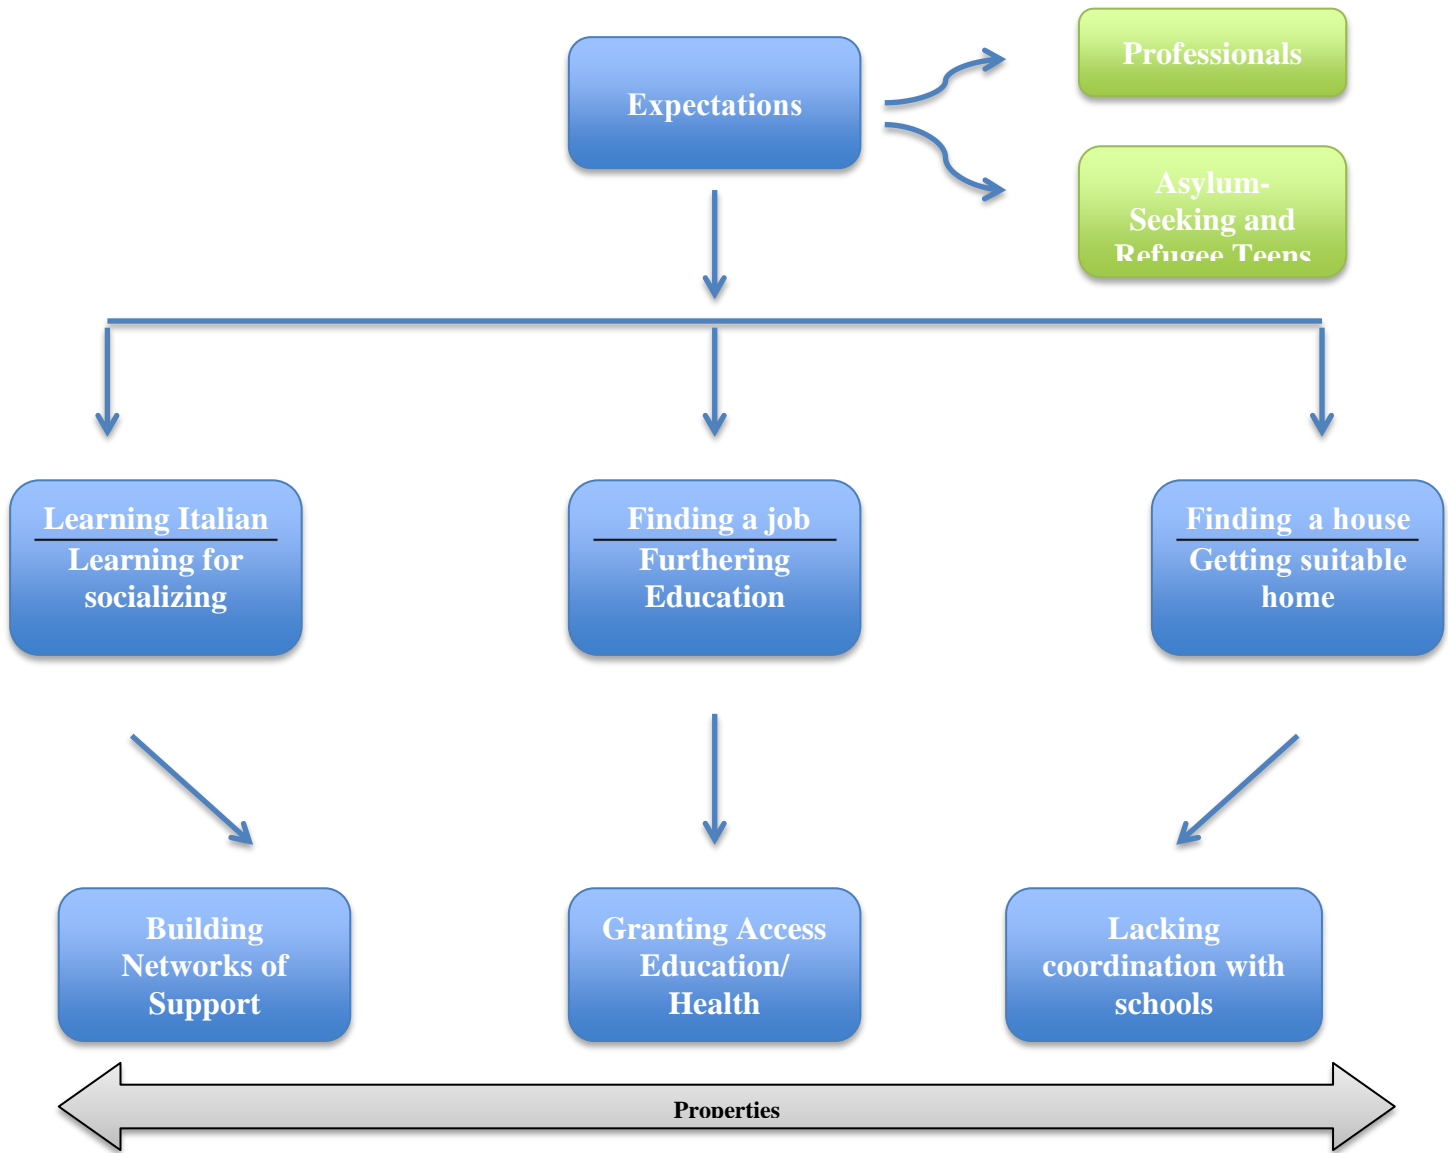 Professionals
Expectations
Asylum-
Seeking and
Refugee Teens
Learning Italian
Learning for
socializing
Finding a job
Furthering
Education
Finding a house
Getting suitable
home
Building
Networks of
Support
Granting Access
Education/
Health
Lacking
coordination with
schools
Properties